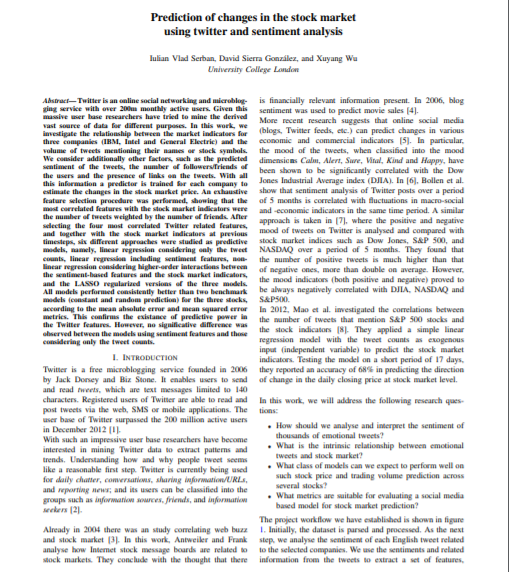 Prediction of changes in the stock market
using twitter and sentiment analysis
Iulian Vlad Serban, David Sierra González, and Xuyang Wu
University College London
Abstract—Twitter is an online social networking and microblog-
ging service with over 200m monthly active users. Given this
massive user base researchers have tried to mine the derived
vast source of data for different purposes. In this work, we
investigate the relationship between the market indicators for
three companies (IBM, Intel and General Electric) and the
volume of tweets mentioning their names or stock symbols.
We consider additionally other factors, such as the predicted
sentiment of the tweets, the number of followers/friends of
the users and the presence of links on the tweets. With all
this information a predictor is trained for each company to
estimate the changes in the stock market price. An exhaustive
feature selection procedure was performed, showing that the
most correlated features with the stock market indicators were
the number of tweets weighted by the number of friends. After
selecting the four most correlated Twitter related features,
and together with the stock market indicators at previous
timesteps, six different approaches were studied as predictive
models, namely, linear regression considering only the tweet
counts, linear regression including sentiment features, non-
linear regression considering higher-order interactions between
the sentiment-based features and the stock market indicators,
and the LASSO regularized versions of the three models.
All models performed consistently better than two benchmark
models (constant and random prediction) for the three stocks,
according to the mean absolute error and mean squared error
metrics. This confirms the existance of predictive power in
the Twitter features. However, no significative difference was
observed between the models using sentiment features and those
considering only the tweet counts.
I. INTRODUCTION
Twitter is a free microblogging service founded in 2006
by Jack Dorsey and Biz Stone. It enables users to send
and read tweets, which are text messages limited to 140
characters. Registered users of Twitter are able to read and
post tweets via the web, SMS or mobile applications. The
user base of Twitter surpassed the 200 million active users
in December 2012 [1].
With such an impressive user base researchers have become
interested in mining Twitter data to extract patterns and
trends. Understanding how and why people tweet seems
like a reasonable first step. Twitter is currently being used
for daily chatter, conversations, sharing information/URLs,
and reporting news; and its users can be classified into the
groups such as information sources, friends, and information
seekers [2].
Already in 2004 there was an study correlating web buzz
and stock market [3]. In this work, Antweiler and Frank
analyse how Internet stock message boards are related to
stock markets. They conclude with the thought that there
is financially relevant information present. In 2006, blog
sentiment was used to predict movie sales [4].
More recent research suggests that online social media
(blogs, Twitter feeds, etc.) can predict changes in various
economic and commercial indicators [5]. In particular,
the mood of the tweets, when classified into the mood
dimensions Calm, Alert, Sure, Vital, Kind and Happy, have
been shown to be significantly correlated with the Dow
Jones Industrial Average index (DJIA). In [6], Bollen et al.
show that sentiment analysis of Twitter posts over a period
of 5 months is correlated with fluctuations in macro-social
and -economic indicators in the same time period. A similar
approach is taken in [7], where the positive and negative
mood of tweets on Twitter is analysed and compared with
stock market indices such as Dow Jones, S&P 500, and
NASDAQ over a period of 5 months. They found that
the number of positive tweets is much higher than that
of negative ones, more than double on average. However,
the mood indicators (both positive and negative) proved to
be always negatively correlated with DJIA, NASDAQ and
S&P500.
In 2012, Mao et al. investigated the correlations between
the number of tweets that mention S&P 500 stocks and
the stock indicators [8]. They applied a simple linear
regression model with the tweet counts as exogenous
input (independent variable) to predict the stock market
indicators. Testing the model on a short period of 17 days,
they reported an accuracy of 68% in predicting the direction
of change in the daily closing price at stock market level.
In this work, we will address the following research ques-
tions:
• How should we analyse and interpret the sentiment of
thousands of emotional tweets?
• What is the intrinsic relationship between emotional
tweets and stock market?
• What class of models can we expect to perform well on
such stock price and trading volume prediction across
several stocks?
• What metrics are suitable for evaluating a social media
based model for stock market prediction?
The project workflow we have established is shown in figure
1. Initially, the dataset is parsed and processed. As the next
step, we analyse the sentiment of each English tweet related
to the selected companies. We use the sentiments and related
information from the tweets to extract a set of features,